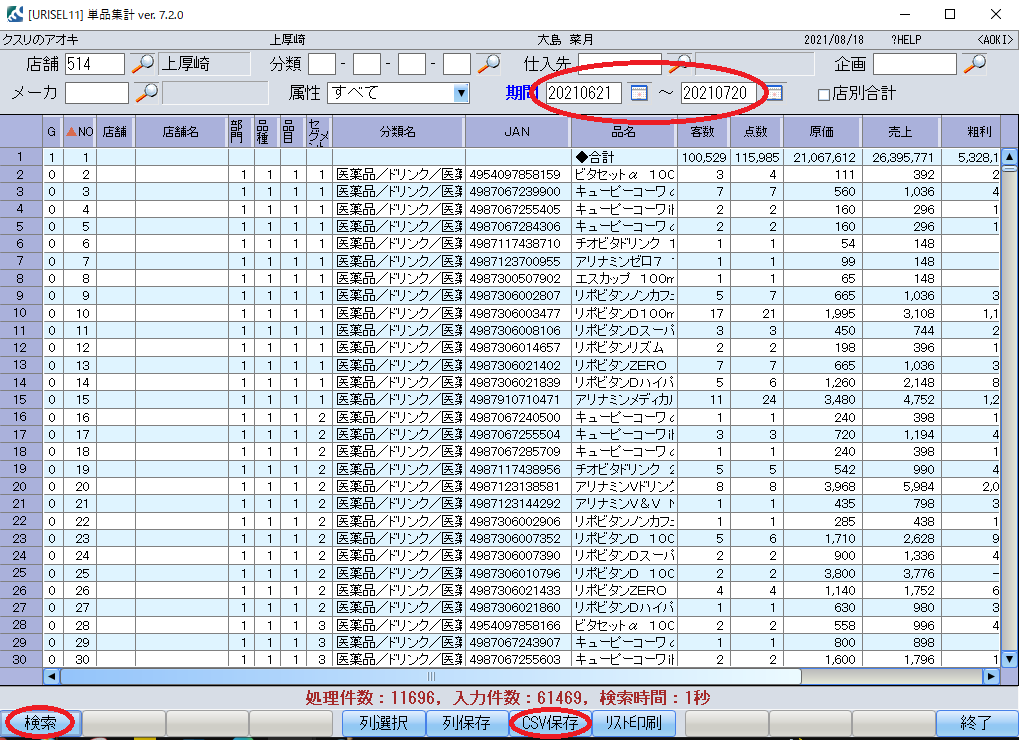 [URISEL11] 単品集計 ver. 7.2.0
クスリのアオキ 上厚崎 大島 菜月 2021/08/18 ?HELP <AOKI>
店舗 514 上厚崎 分類 - - - 仕入先 企画
メーカ 属性 すべて 期間 20210621 ～ 20210720 店別合計
G ▲NO 店舗 店舗名 部門 品種 品目 セグメント 分類名 JAN 品名 客数 点数 原価 売上 粗利
1 1 1 ◆合計 100,529 115,985 21,067,612 26,395,771 5,328,1
2 0 2 1 1 1 1 医薬品／ドリンク／医薬 4954097858159 ビタセットα 100 3 4 111 392 2
3 0 3 1 1 1 1 医薬品／ドリンク／医薬 4987067239900 キューピーコーワα 7 7 560 1,036 4
4 0 4 1 1 1 1 医薬品／ドリンク／医薬 4987067255405 キューピーコーワi 2 2 160 296 1
5 0 5 1 1 1 1 医薬品／ドリンク／医薬 4987067284306 キューピーコーワα 2 2 160 296 1
6 0 6 1 1 1 1 医薬品／ドリンク／医薬 4987117438710 チオビタドリンク 1 1 1 54 148
7 0 7 1 1 1 1 医薬品／ドリンク／医薬 4987123700955 アリナミンゼロ7 1 1 99 148
8 0 8 1 1 1 1 医薬品／ドリンク／医薬 4987300507902 エスカップ 100m 1 1 65 148
9 0 9 1 1 1 1 医薬品／ドリンク／医薬 4987306002807 リポビタンノンカフェ 5 7 665 1,036 3
10 0 10 1 1 1 1 医薬品／ドリンク／医薬 4987306003477 リポビタンD100m 17 21 1,995 3,108 1,1
11 0 11 1 1 1 1 医薬品／ドリンク／医薬 4987306008106 リポビタンDスーパ 3 3 450 744 2
12 0 12 1 1 1 1 医薬品／ドリンク／医薬 4987306014657 リポビタンリズム 2 2 198 396 1
13 0 13 1 1 1 1 医薬品／ドリンク／医薬 4987306021402 リポビタンZERO 7 7 665 1,036 3
14 0 14 1 1 1 1 医薬品／ドリンク／医薬 4987306021839 リポビタンDハイパ 5 6 1,260 2,148 8
15 0 15 1 1 1 1 医薬品／ドリンク／医薬 4987910710471 アリナミンメディカル 11 24 3,480 4,752 1,2
16 0 16 1 1 1 2 医薬品／ドリンク／医薬 4987067240500 キューピーコーワα 1 1 240 398 1
17 0 17 1 1 1 2 医薬品／ドリンク／医薬 4987067255504 キューピーコーワi 3 3 720 1,194 4
18 0 18 1 1 1 2 医薬品／ドリンク／医薬 4987067285709 キューピーコーワα 1 1 240 398 1
19 0 19 1 1 1 2 医薬品／ドリンク／医薬 4987117438956 チオビタドリンク 2 5 5 542 990 4
20 0 20 1 1 1 2 医薬品／ドリンク／医薬 4987123138581 アリナミンVドリンク 8 8 3,968 5,984 2,0
21 0 21 1 1 1 2 医薬品／ドリンク／医薬 4987123144292 アリナミンV＆V N 1 1 435 798 3
22 0 22 1 1 1 2 医薬品／ドリンク／医薬 4987306002906 リポビタンノンカフェ 1 1 285 438 1
23 0 23 1 1 1 2 医薬品／ドリンク／医薬 4987306007352 リポビタンD 100 5 6 1,710 2,628 9
24 0 24 1 1 1 2 医薬品／ドリンク／医薬 4987306007390 リポビタンDスーパ 2 2 900 1,336 4
25 0 25 1 1 1 2 医薬品／ドリンク／医薬 4987306010796 リポビタンD 100 2 2 3,800 3,776 -
26 0 26 1 1 1 2 医薬品／ドリンク／医薬 4987306021433 リポビタンZERO 4 4 1,140 1,752 6
27 0 27 1 1 1 2 医薬品／ドリンク／医薬 4987306021860 リポビタンDハイパ 1 1 630 980 3
28 0 28 1 1 1 3 医薬品／ドリンク／医薬 4954097858166 ビタセットα 100 2 2 558 996 4
29 0 29 1 1 1 3 医薬品／ドリンク／医薬 4987067243907 キューピーコーワα 1 1 800 898
30 0 30 1 1 1 3 医薬品／ドリンク／医薬 4987067255603 キューピーコーワi 2 2 1,600 1,796 1
処理件数：11696, 入力件数：61469, 検索時間：1秒
検索 列選択 列保存 CSV保存 リスト印刷 終了